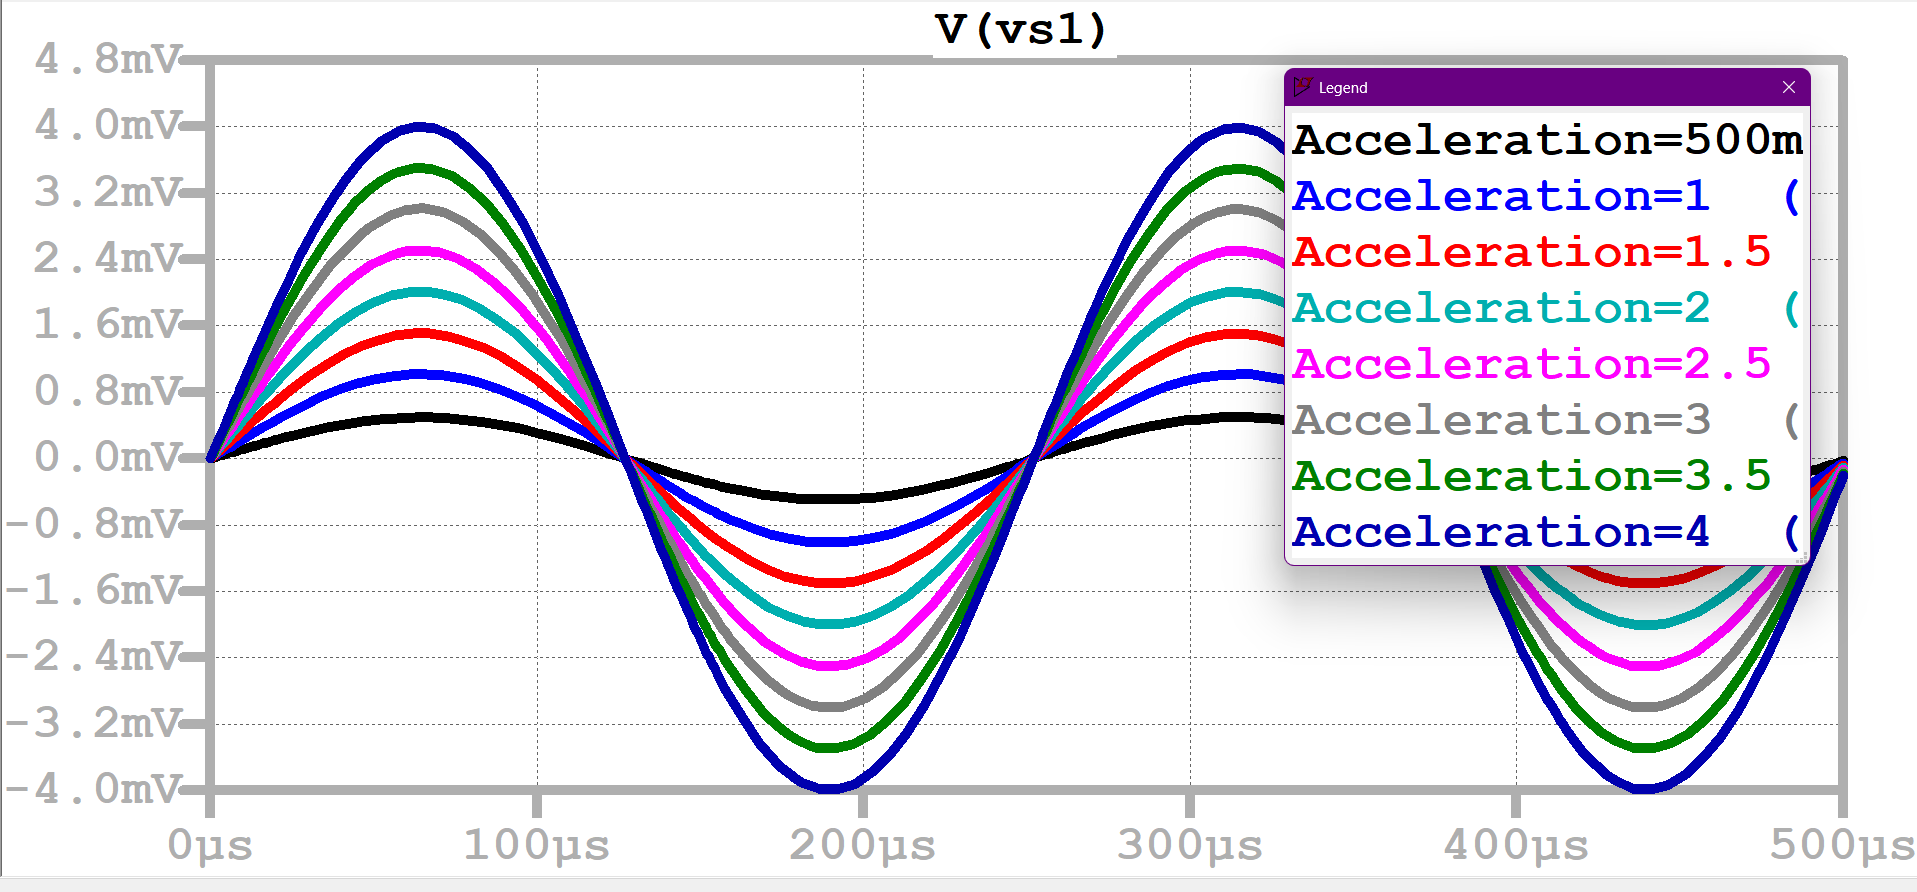 V(vs1)
4.8mV
4.0mV
3.2mV
2.4mV
1.6mV
0.8mV
0.0mV
-0.8mV
-1.6mV
-2.4mV
-3.2mV
-4.0mV
0µs 100µs 200µs 300µs 400µs 500µs
Legend
Acceleration=500m
Acceleration=1 (
Acceleration=1.5
Acceleration=2 (
Acceleration=2.5
Acceleration=3 (
Acceleration=3.5
Acceleration=4 (